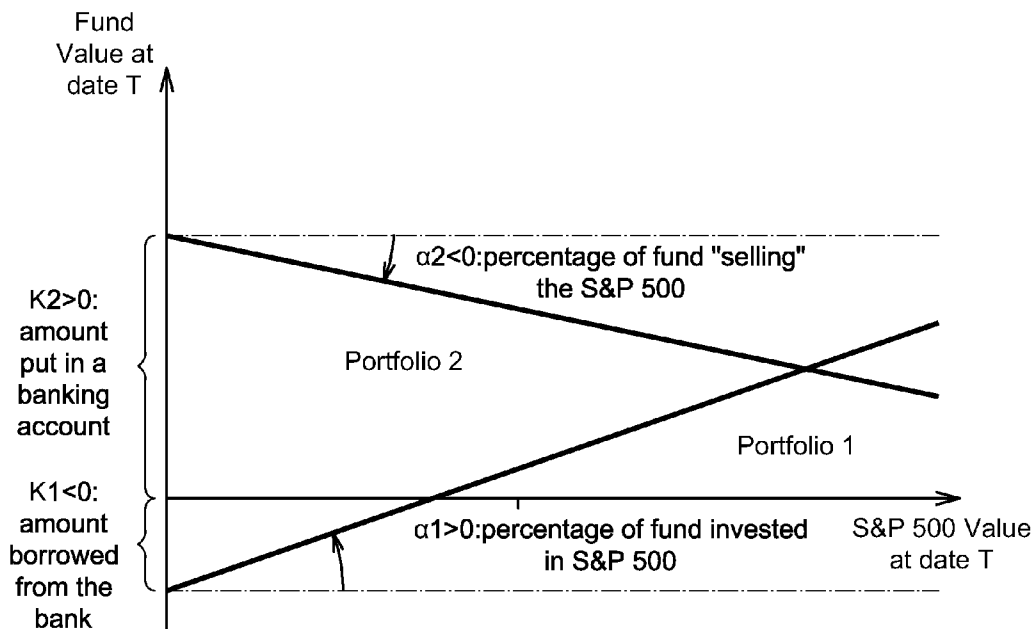 Fund
Value at
date T
α2<0:percentage of fund "selling"
the S&P 500
K2>0:
amount
put in a
banking
account
Portfolio 2
Portfolio 1
K1<0:
amount
borrowed
from the
bank
α1>0:percentage of fund invested
in S&P 500
S&P 500 Value
at date T